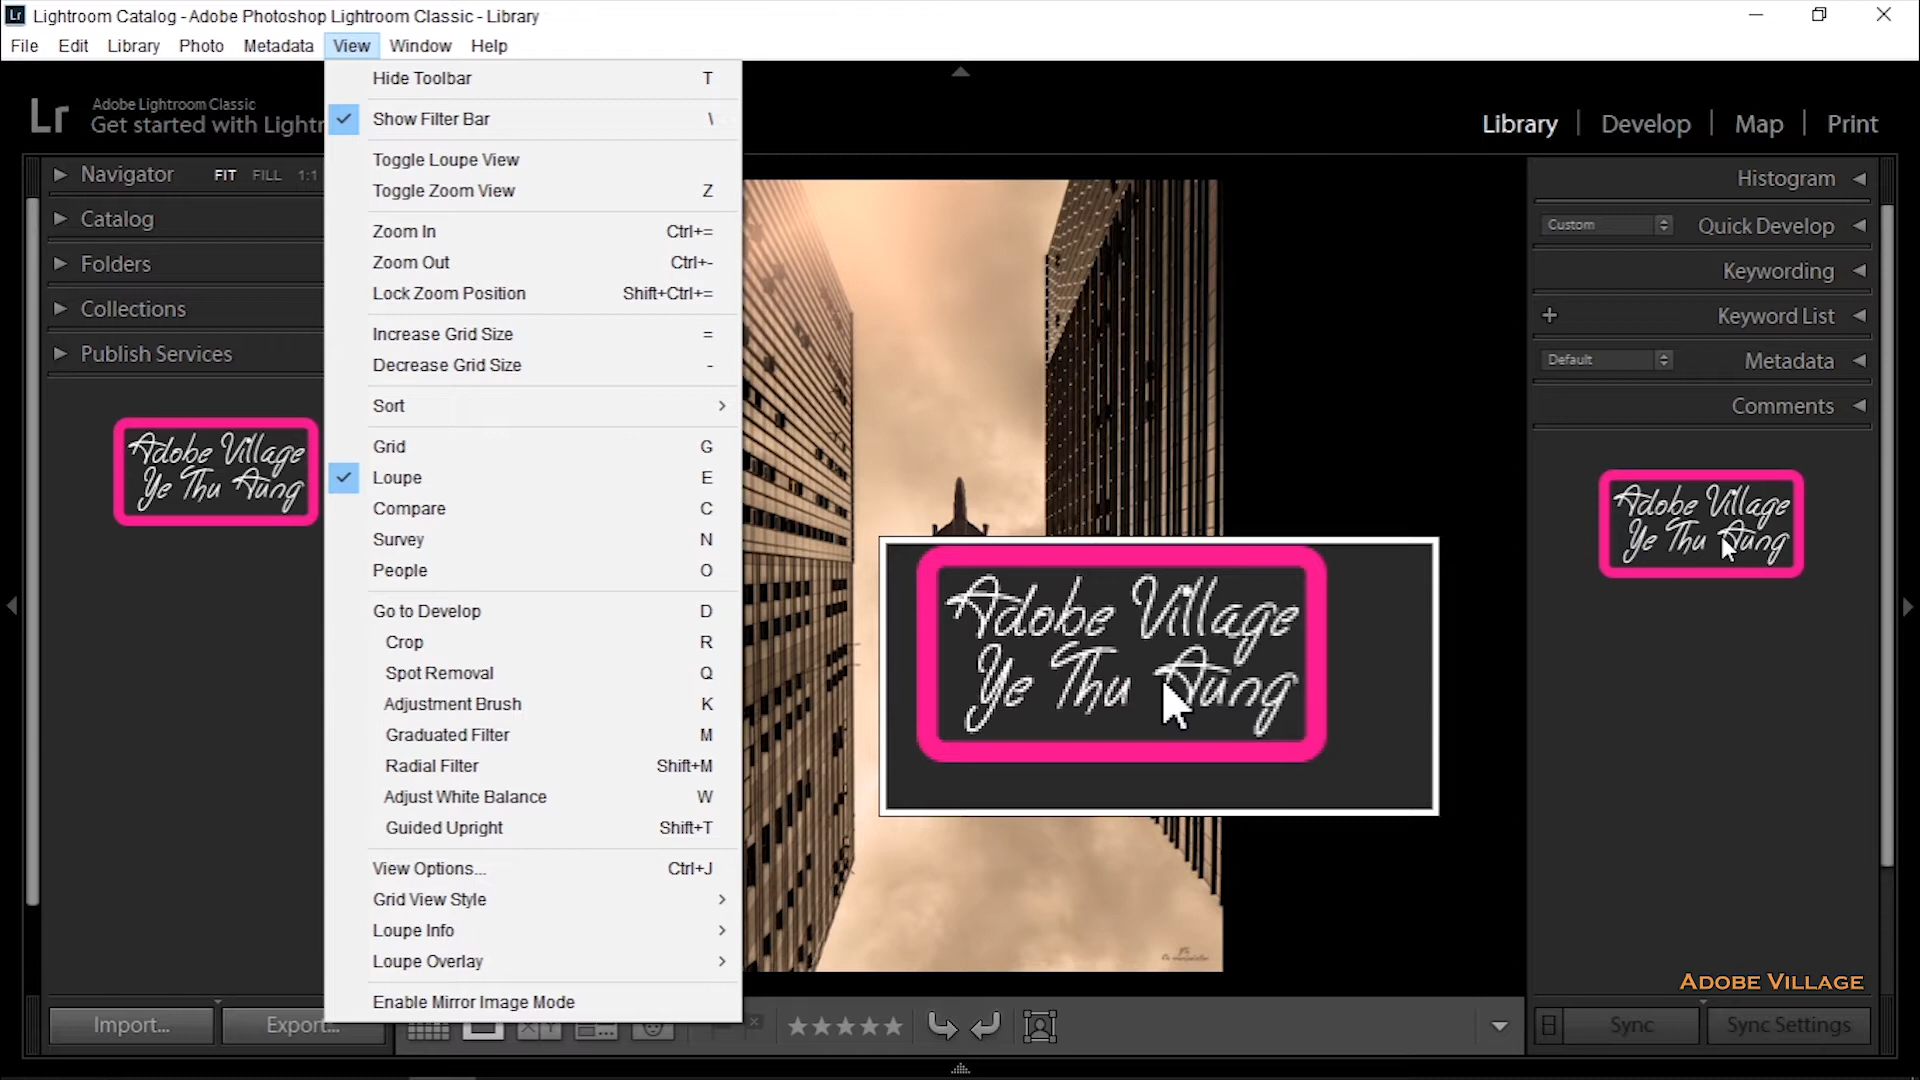 Lightroom Catalog - Adobe Photoshop Lightroom Classic - Library
File Edit Library Photo Metadata View Window Help
Hide Toolbar T
Show Filter Bar \
Toggle Loupe View
Toggle Zoom View Z
Zoom In Ctrl+=
Zoom Out Ctrl+-
Lock Zoom Position Shift+Ctrl+=
Increase Grid Size =
Decrease Grid Size -
Sort
Grid G
Loupe E
Compare C
Survey N
People O
Go to Develop D
Crop R
Spot Removal Q
Adjustment Brush K
Graduated Filter M
Radial Filter Shift+M
Adjust White Balance W
Guided Upright Shift+T
View Options... Ctrl+J
Grid View Style
Loupe Info
Loupe Overlay
Enable Mirror Image Mode
Lr
Adobe Lightroom Classic
Get started with Lightr
Library | Develop | Map | Print
Navigator FIT FILL 1:1
Catalog
Folders
Collections
Publish Services
Adobe Village
Ye Thu Aung
Import... Export...
Adobe Village
Ye Thu Aung
Histogram
Custom Quick Develop
Keywording
+ Keyword List
Default Metadata
Comments
Adobe Village
Ye Thu Aung
ADOBE VILLAGE
Sync Sync Settings